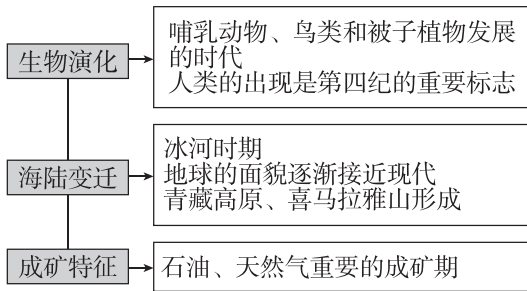 生物演化
哺乳动物、鸟类和被子植物发展
的时代
人类的出现是第四纪的重要标志
海陆变迁
冰河时期
地球的面貌逐渐接近现代
青藏高原、喜马拉雅山形成
成矿特征
石油、天然气重要的成矿期